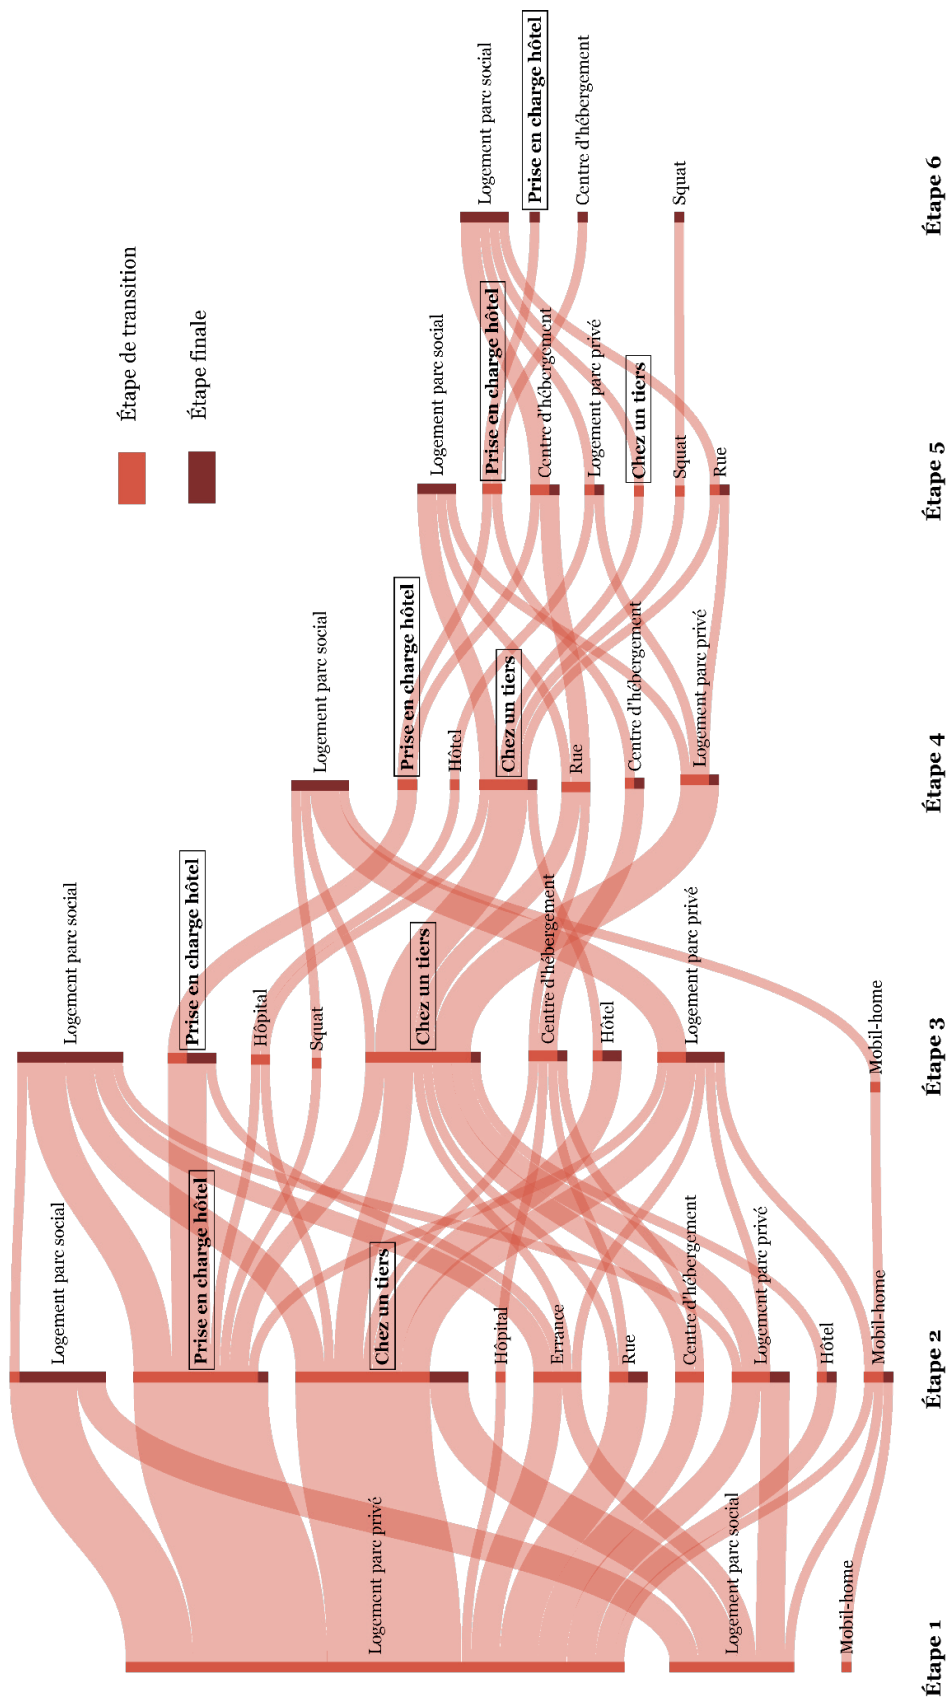 Étape de transition
Étape finale
Étape 1
Logement parc privé
Logement parc social
Mobil-home
Étape 2
Logement parc social
Prise en charge hôtel
Chez un tiers
Hôpital
Errance
Rue
Centre d'hébergement
Logement parc privé
Hôtel
Mobil-home
Étape 3
Logement parc social
Prise en charge hôtel
Hôpital
Squat
Chez un tiers
Centre d'hébergement
Hôtel
Logement parc privé
Mobil-home
Étape 4
Logement parc social
Prise en charge hôtel
Hôtel
Chez un tiers
Rue
Centre d'hébergement
Logement parc privé
Étape 5
Logement parc social
Prise en charge hôtel
Centre d'hébergement
Logement parc privé
Chez un tiers
Squat
Rue
Étape 6
Logement parc social
Prise en charge hôtel
Centre d'hébergement
Squat